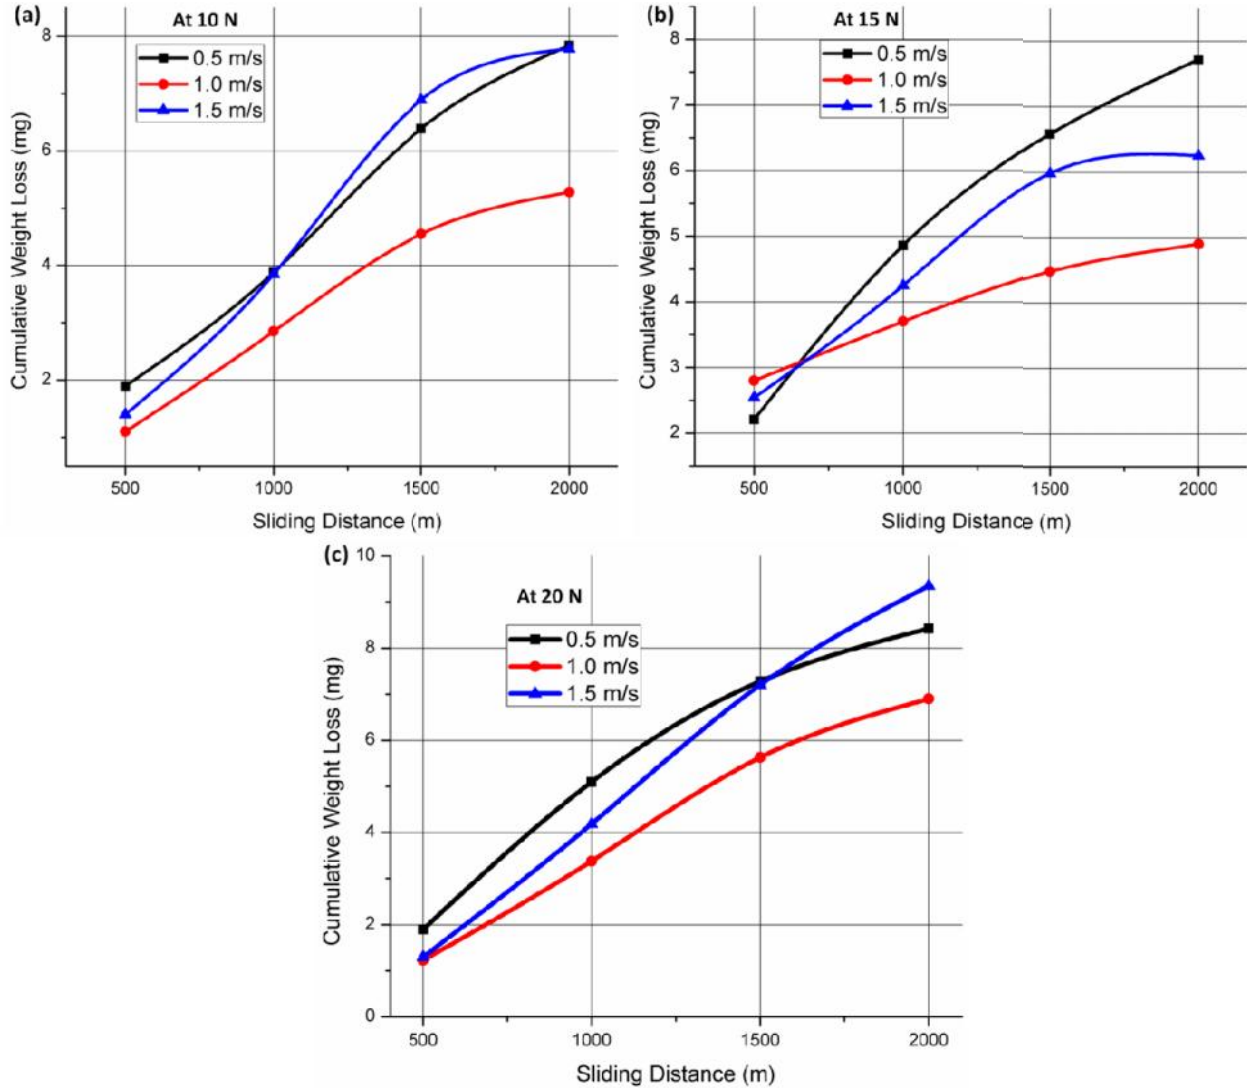 (a)
At 10 N
0.5 m/s
1.0 m/s
1.5 m/s
Cumulative Weight Loss (mg)
8
6
4
2
500 1000 1500 2000
Sliding Distance (m)
(b)
At 15 N
0.5 m/s
1.0 m/s
1.5 m/s
Cumulative Weight Loss (mg)
8
7
6
5
4
3
2
500 1000 1500 2000
Sliding Distance (m)
(c)
At 20 N
0.5 m/s
1.0 m/s
1.5 m/s
Cumulative Weight Loss (mg)
10
8
6
4
2
0
500 1000 1500 2000
Sliding Distance (m)